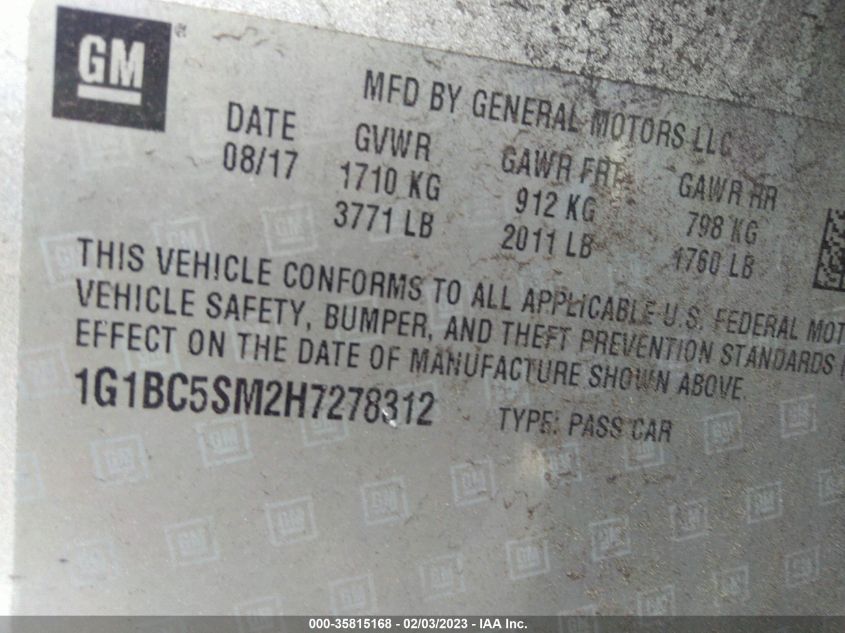 GM ®
MFD BY GENERAL MOTORS LLC
DATE GVWR GAWR FRT GAWR RR
08/17 1710 KG 912 KG 798 KG
3771 LB 2011 LB 1760 LB
THIS VEHICLE CONFORMS TO ALL APPLICABLE U.S. FEDERAL MOT
VEHICLE SAFETY, BUMPER, AND THEFT PREVENTION STANDARDS
EFFECT ON THE DATE OF MANUFACTURE SHOWN ABOVE.
1G1BC5SM2H7278312 TYPE: PASS CAR
000-35815168 - 02/03/2023 - IAA Inc.